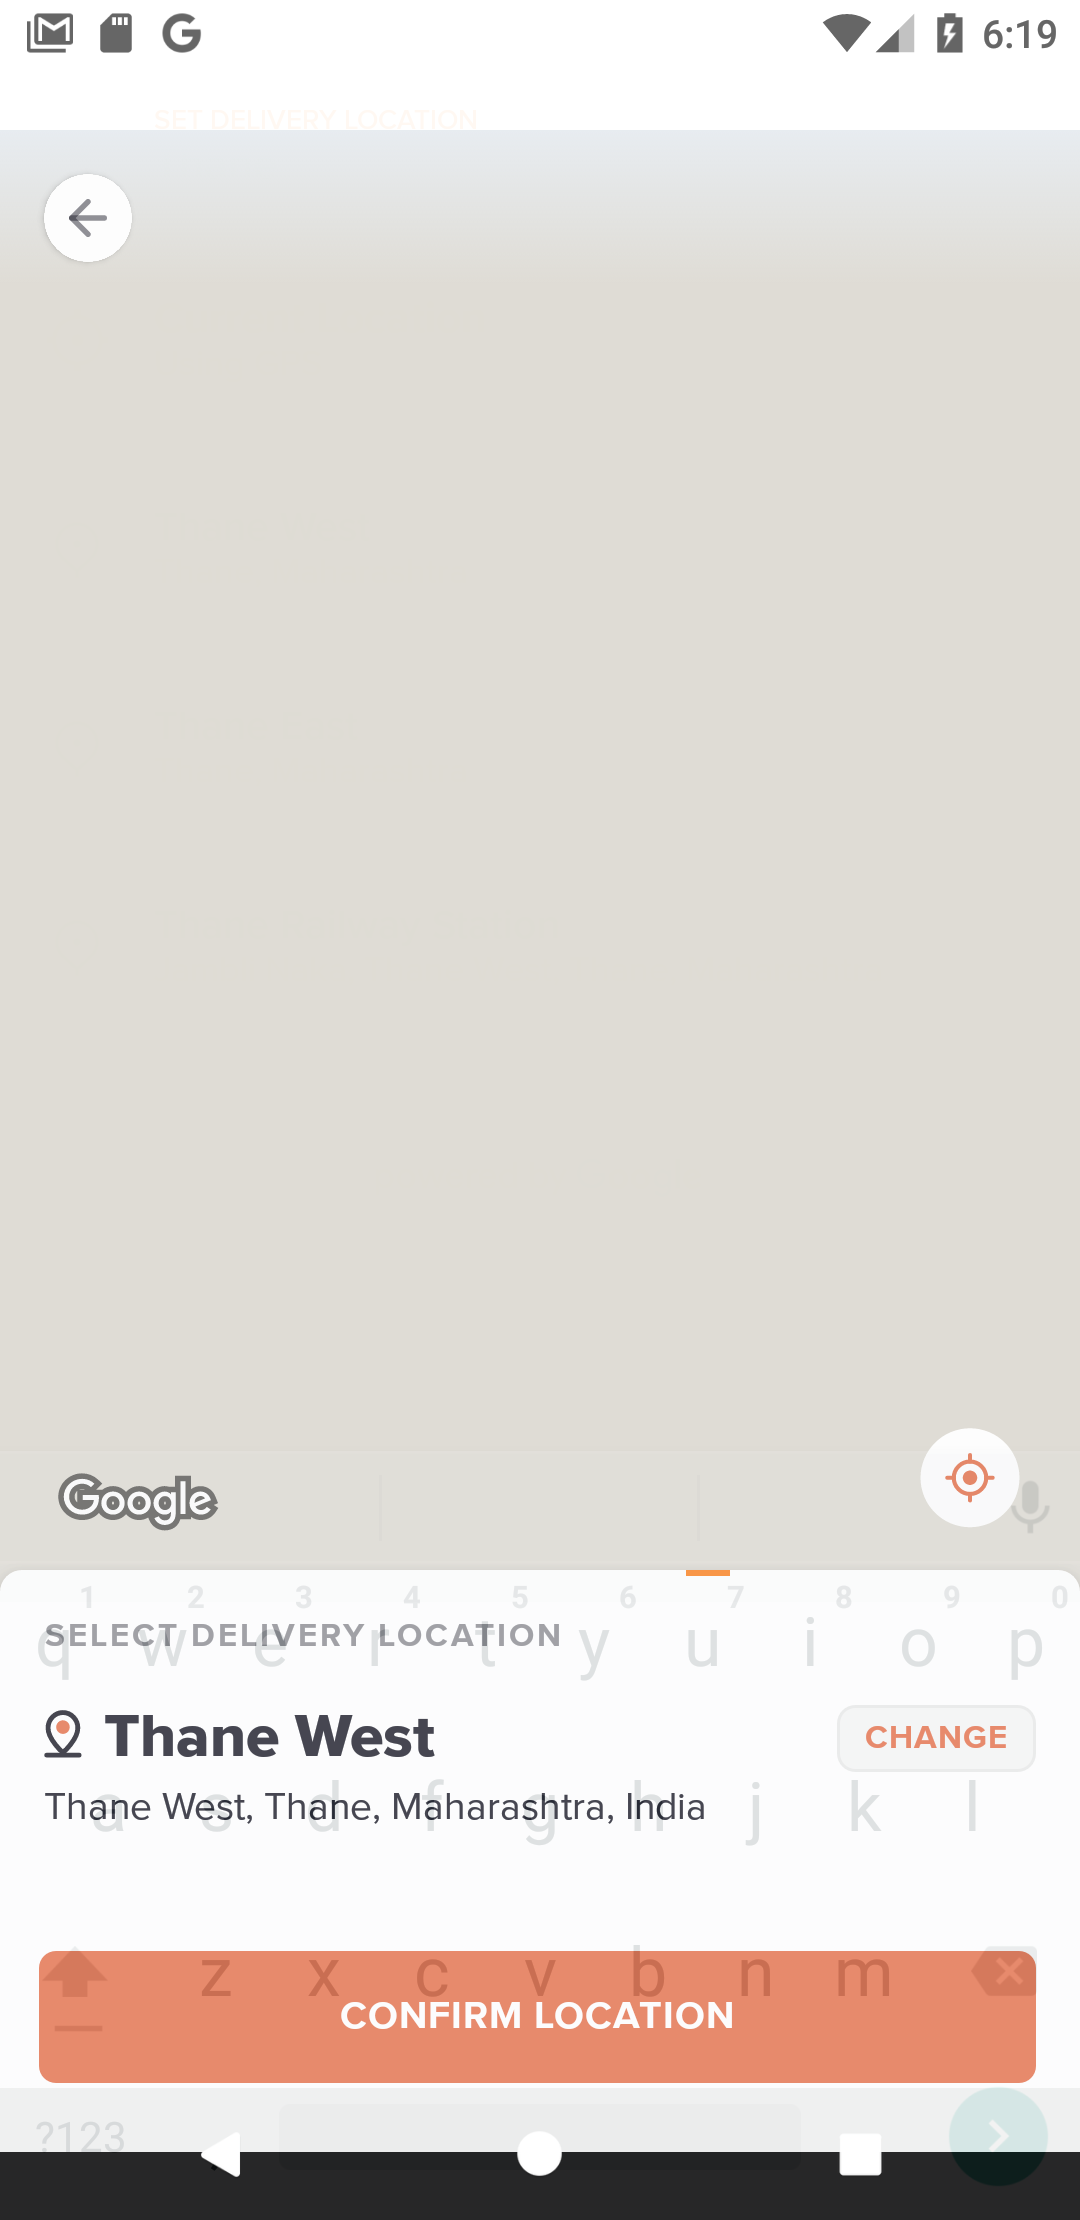 6:19
SET DELIVERY LOCATION
Google
1 2 3 4 5 6 7 8 9 0
q w e r t y u i o p
SELECT DELIVERY LOCATION
Thane West
CHANGE
Thane West, Thane, Maharashtra, India
a s d f g h j k l
z x c v b n m
CONFIRM LOCATION
?123